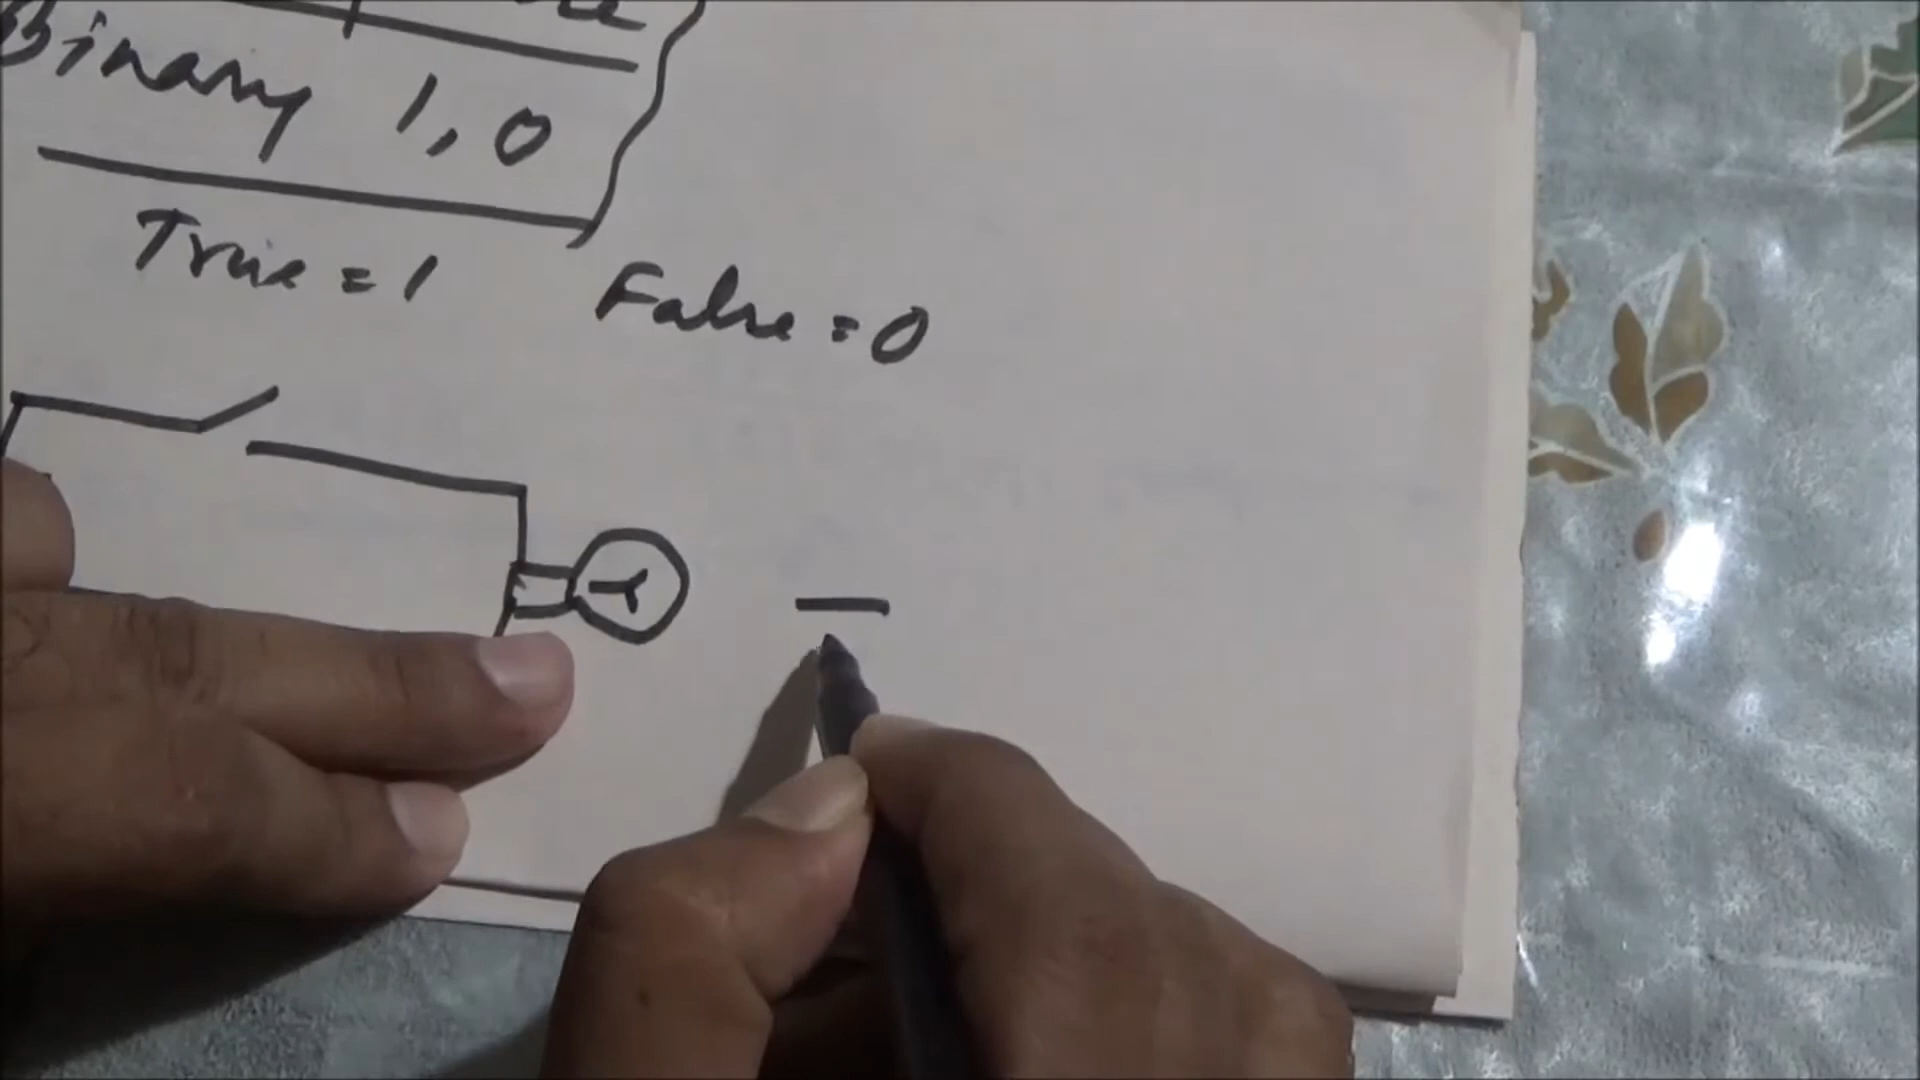 Binary 1, 0
True = 1 False = 0